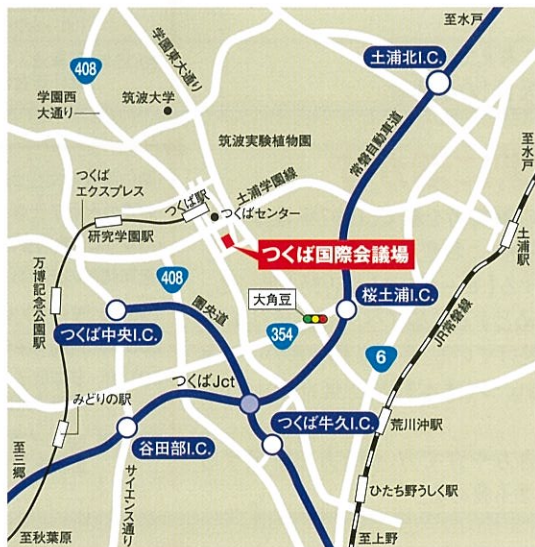 至水戸
土浦北I.C.
408
学園東大通り
学園西
大通り
筑波大学
筑波実験植物園
常磐自動車道
至水戸
つくば
エクスプレス
つくば駅
土浦学園線
つくばセンター
研究学園駅
土浦駅
つくば国際会議場
万博記念公園駅
408
大角豆
桜土浦I.C.
JR常磐線
つくば中央I.C.
圏央道
354
6
つくばJct
みどりの駅
つくば牛久I.C.
荒川沖駅
谷田部I.C.
至三郷
サイエンス通り
ひたち野うしく駅
至秋葉原
至上野